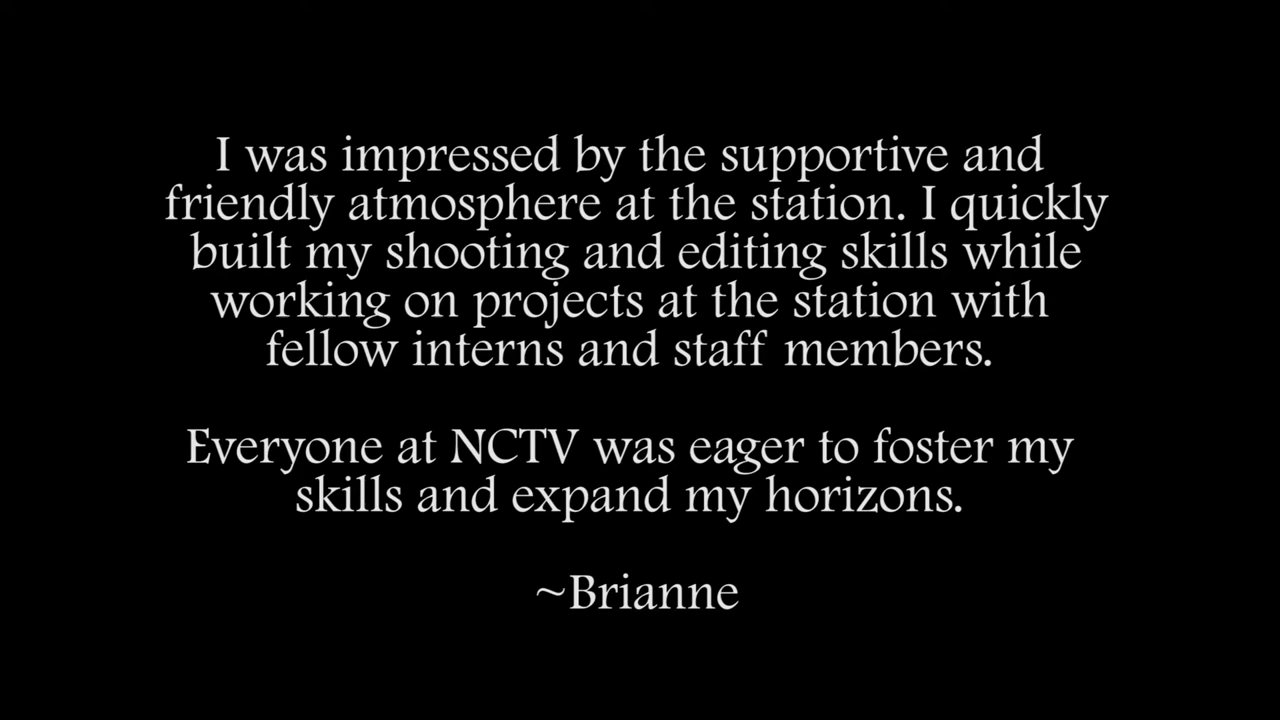 I was impressed by the supportive and
friendly atmosphere at the station. I quickly
built my shooting and editing skills while
working on projects at the station with
fellow interns and staff members.
Everyone at NCTV was eager to foster my
skills and expand my horizons.
~Brianne